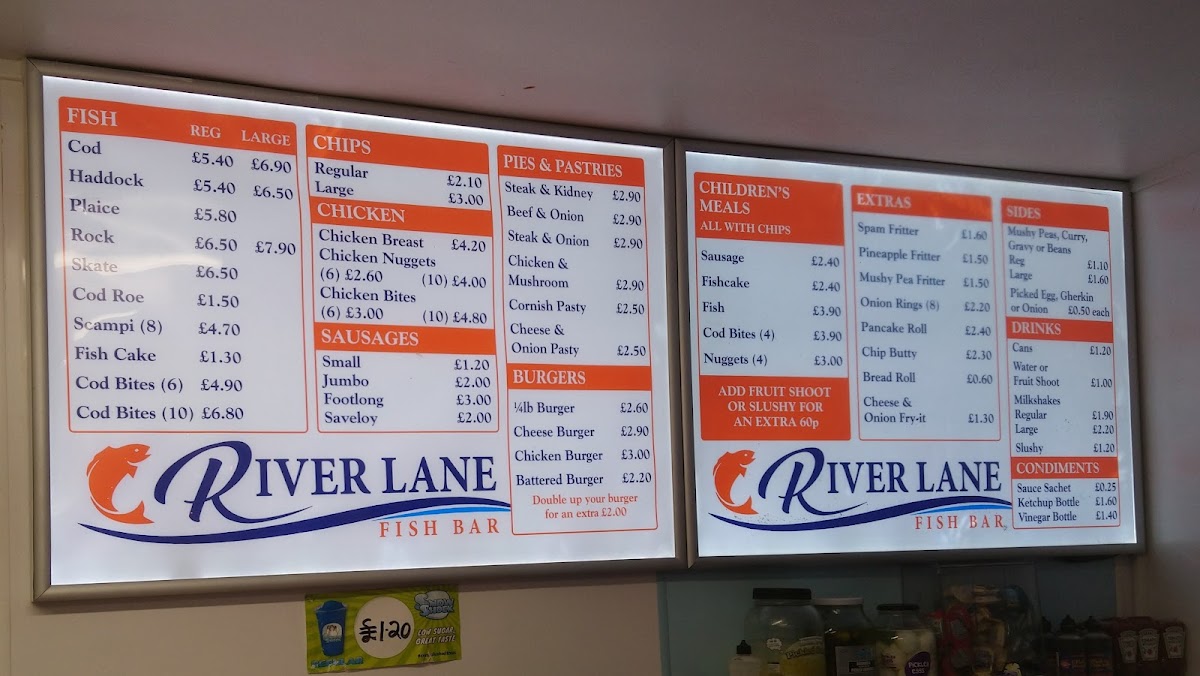 FISH REG LARGE
Cod £5.40 £6.90
Haddock £5.40 £6.50
Plaice £5.80
Rock £6.50 £7.90
Skate £6.50
Cod Roe £1.50
Scampi (8) £4.70
Fish Cake £1.30
Cod Bites (6) £4.90
Cod Bites (10) £6.80
CHIPS
Regular £2.10
Large £3.00
CHICKEN
Chicken Breast £4.20
Chicken Nuggets
(6) £2.60 (10) £4.00
Chicken Bites
(6) £3.00 (10) £4.80
SAUSAGES
Small £1.20
Jumbo £2.00
Footlong £3.00
Saveloy £2.00
PIES & PASTRIES
Steak & Kidney £2.90
Beef & Onion £2.90
Steak & Onion £2.90
Chicken &
Mushroom £2.90
Cornish Pasty £2.50
Cheese &
Onion Pasty £2.50
BURGERS
¼lb Burger £2.60
Cheese Burger £2.90
Chicken Burger £3.00
Battered Burger £2.20
Double up your burger
for an extra £2.00
RIVER LANE
FISH BAR
CHILDREN'S
MEALS
ALL WITH CHIPS
Sausage £2.40
Fishcake £2.40
Fish £3.90
Cod Bites (4) £3.90
Nuggets (4) £3.00
ADD FRUIT SHOOT
OR SLUSHY FOR
AN EXTRA 60p
EXTRAS
Spam Fritter £1.60
Pineapple Fritter £1.50
Mushy Pea Fritter £1.50
Onion Rings (8) £2.20
Pancake Roll £2.40
Chip Butty £2.30
Bread Roll £0.60
Cheese &
Onion Fry-it £1.30
SIDES
Mushy Peas, Curry,
Gravy or Beans
Reg £1.10
Large £1.60
Picked Egg, Gherkin
or Onion £0.50 each
DRINKS
Cans £1.20
Water or
Fruit Shoot £1.00
Milkshakes
Regular £1.90
Large £2.20
Slushy £1.20
CONDIMENTS
Sauce Sachet £0.25
Ketchup Bottle £1.60
Vinegar Bottle £1.40
RIVER LANE
FISH BAR
£1.20
LOW SUGAR,
GREAT TASTE
PICKLED
EGGS